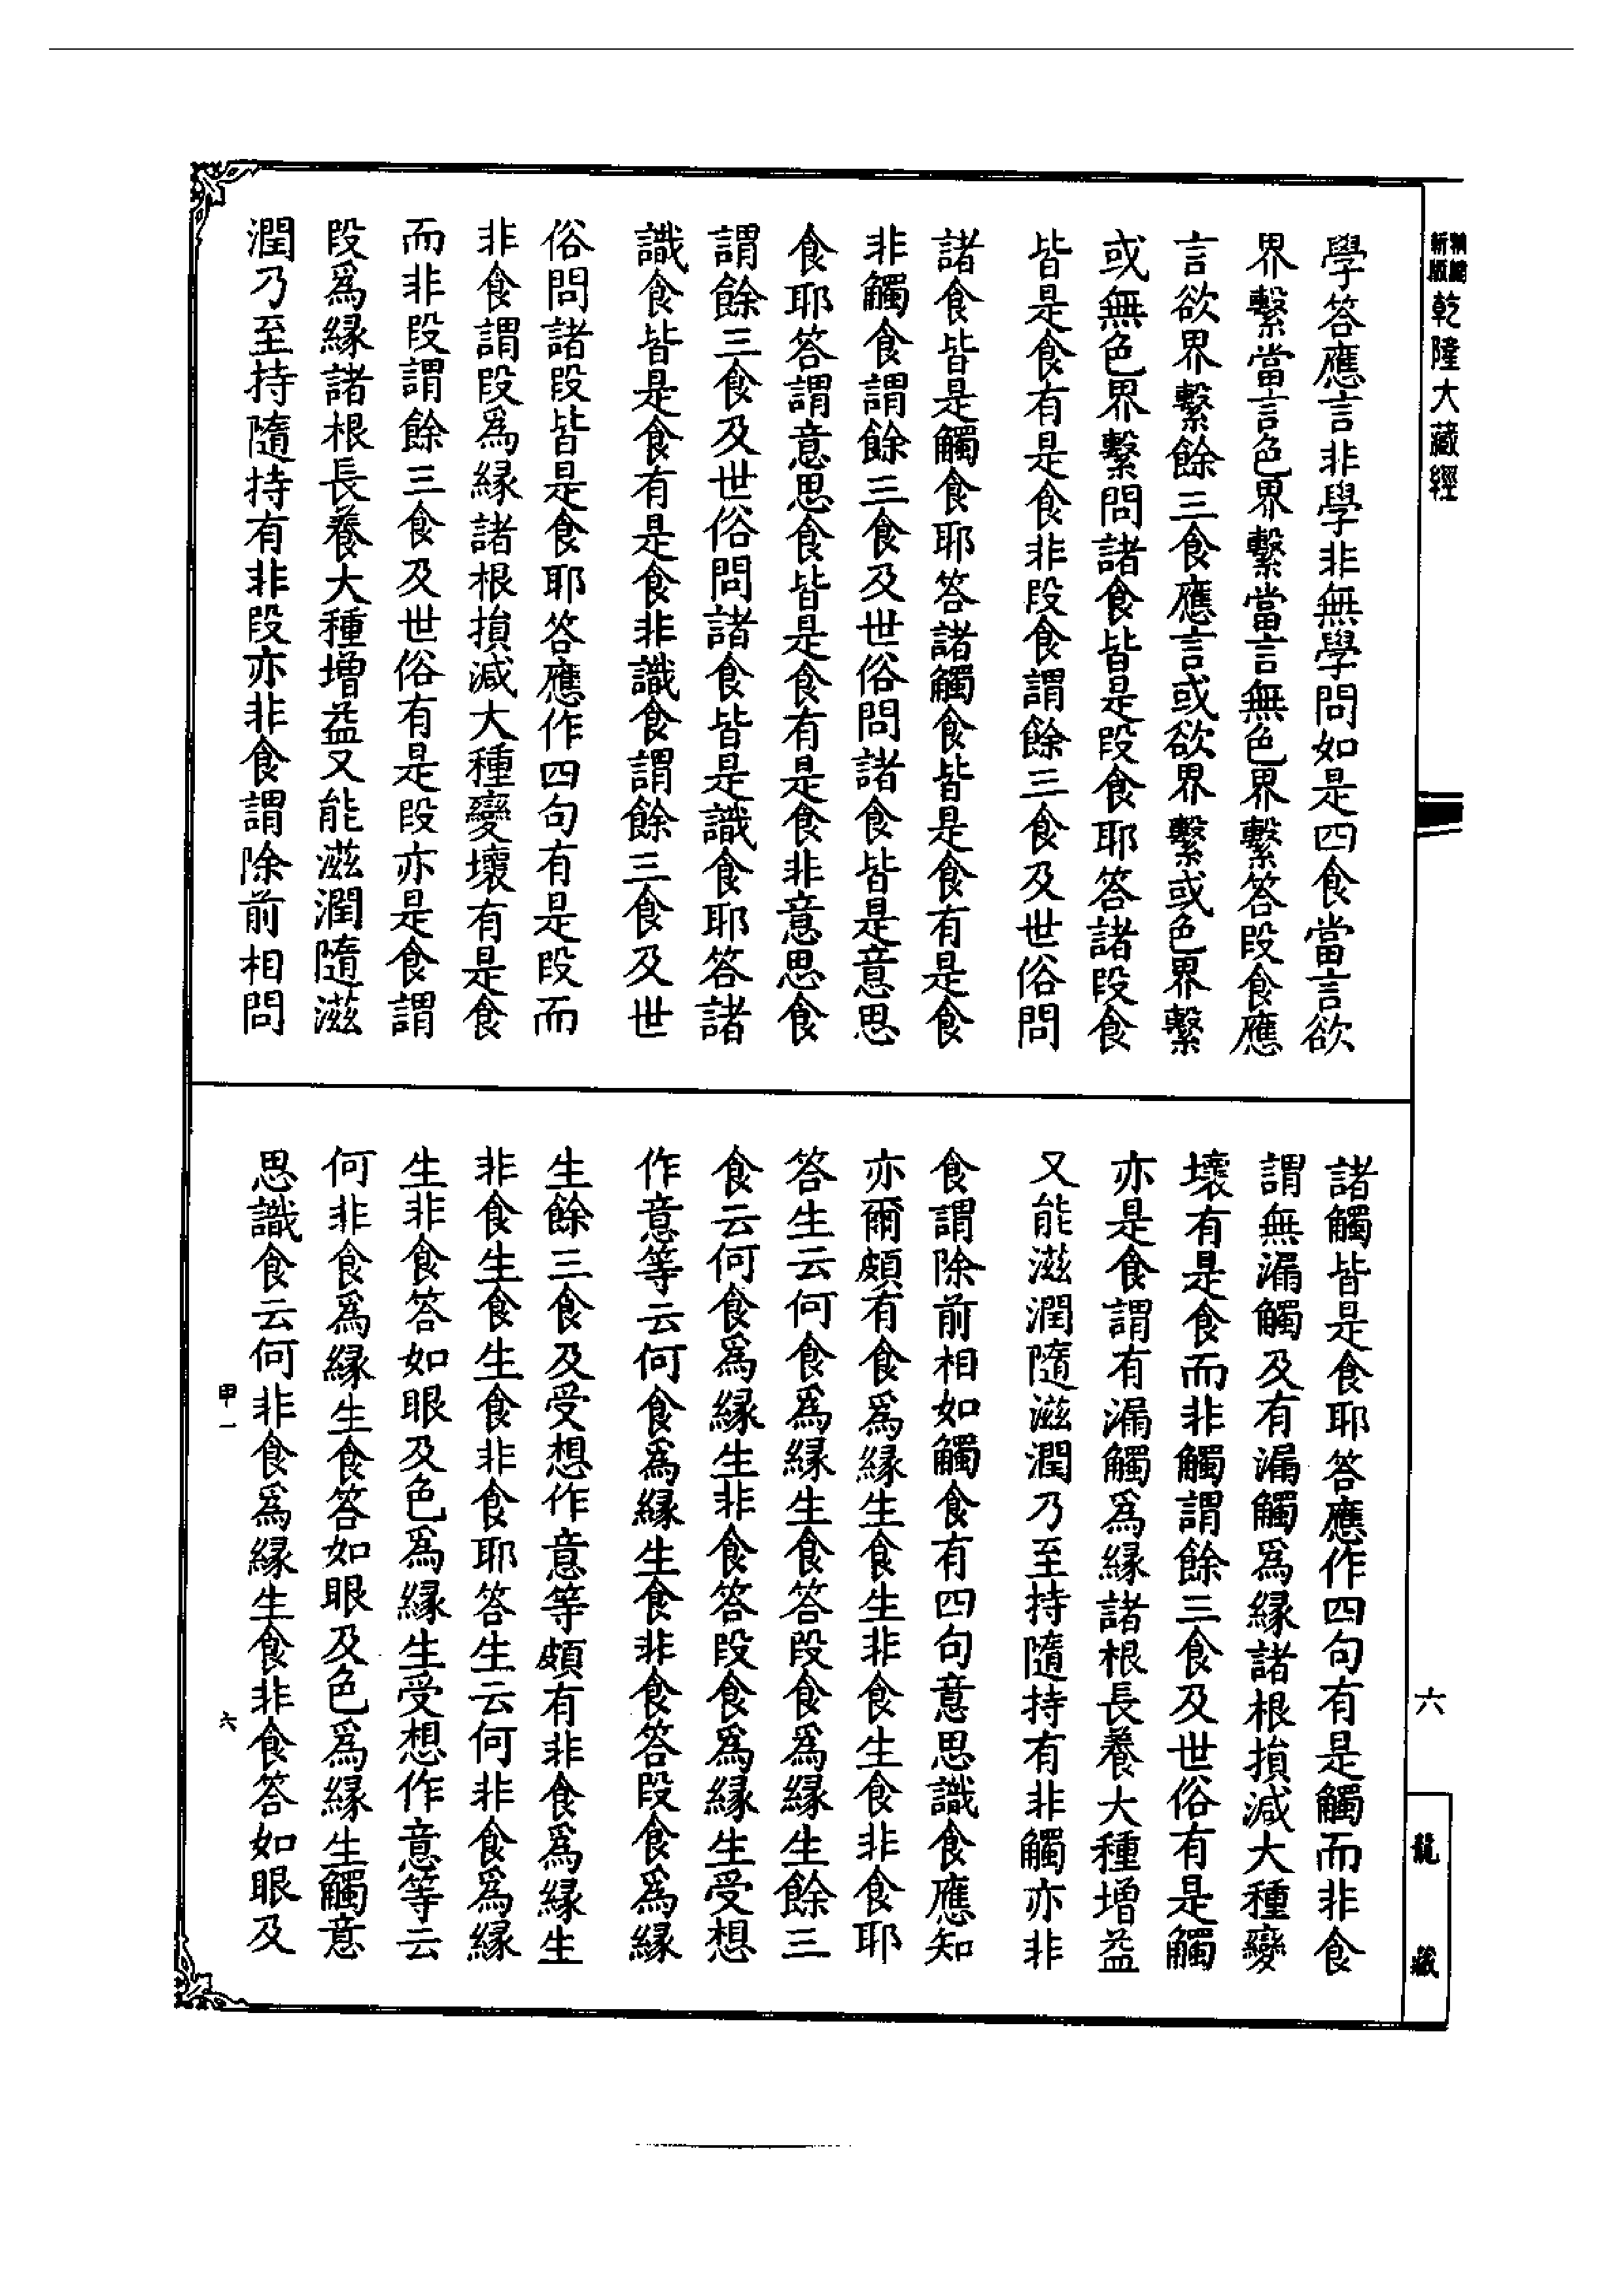 精繕
新版
乾隆大藏經
學答應言非學非無學問如是四食當言欲
界繫當言色界繫當言無色界繫答段食應
言欲界繫餘三食應言或欲界繫或色界繫
或無色界繫問諸食皆是段食耶答諸段食
皆是食有是食非段食謂餘三食及世俗問
諸食皆是觸食耶答諸觸食皆是食有是食
非觸食謂餘三食及世俗問諸食皆是意思
食耶答謂意思食皆是食有是食非意思食
謂餘三食及世俗問諸食皆是識食耶答諸
識食皆是食有是食非識食謂餘三食及世
俗問諸段皆是食耶答應作四句有是段而
非食謂段為緣諸根損減大種變壞有是食
而非段謂餘三食及世俗有是段亦是食謂
段爲緣諸根長養大種增益又能滋潤隨滋
潤乃至持隨持有非段亦非食謂除前相問
諸觸皆是食耶答應作四句有是觸而非食
謂無漏觸及有漏觸爲緣諸根損減大種變
壞有是食而非觸謂餘三食及世俗有是觸
亦是食謂有漏觸爲緣諸根長養大種增益
又能滋潤隨滋潤乃至持隨持有非觸亦非
食謂除前相如觸食有四句意思識食應知
亦爾頗有食爲緣生食生非食生食非食耶
答生云何食爲緣生食答段食爲緣生餘三
食云何食爲緣生非食答段食爲緣生受想
作意等云何食爲緣生食非食答段食爲緣
生餘三食及受想作意等頗有非食爲緣生
非食生食生食非食耶答生云何非食爲緣
生非食答如眼及色爲緣生受想作意等云
何非食爲緣生食答如眼及色爲緣生觸意
思識食云何非食爲緣生食非食答如眼及
甲一
六
六
龍藏